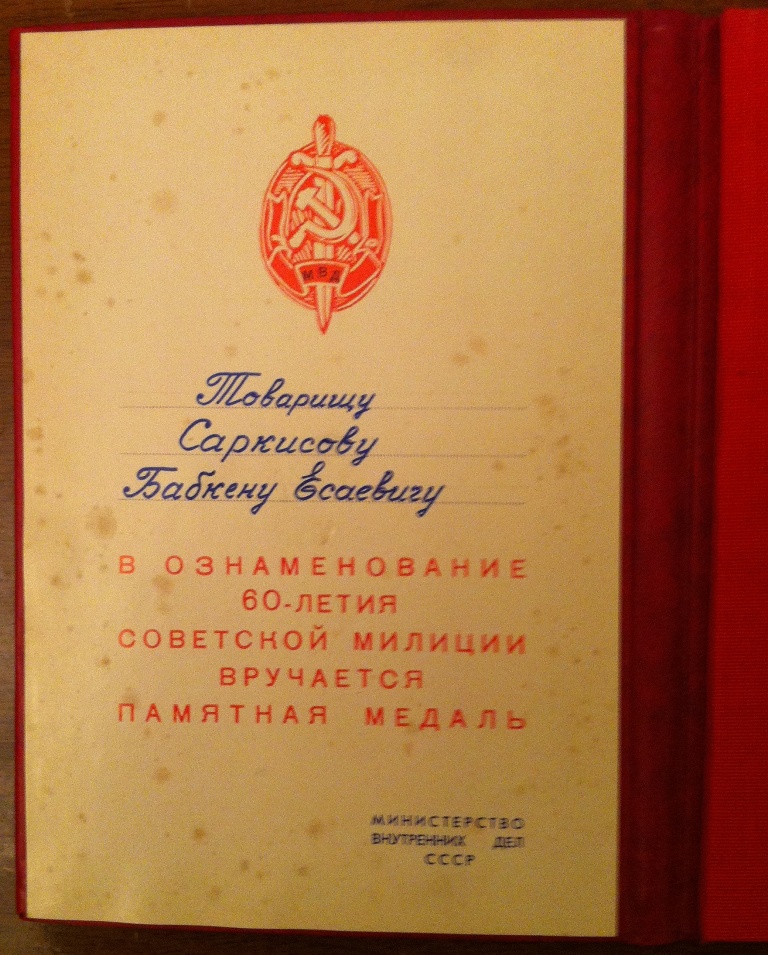 МВД
Товарищу
Саркисову
Бабкену Есаевичу
В ОЗНАМЕНОВАНИЕ
60-ЛЕТИЯ
СОВЕТСКОЙ МИЛИЦИИ
ВРУЧАЕТСЯ
ПАМЯТНАЯ МЕДАЛЬ
МИНИСТЕРСТВО
ВНУТРЕННИХ ДЕЛ
СССР